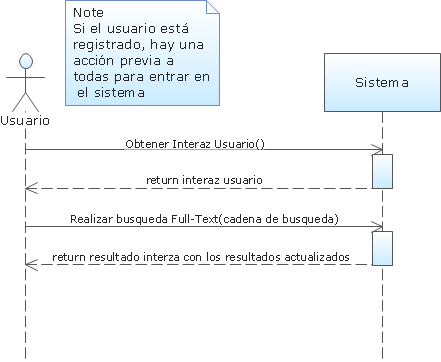 Note
Si el usuario está
registrado, hay una
acción previa a
todas para entrar en
el sistema
Sistema
Usuario
Obtener Interaz Usuario()
return interaz usuario
Realizar busqueda Full-Text(cadena de busqueda)
return resultado interza con los resultados actualizados